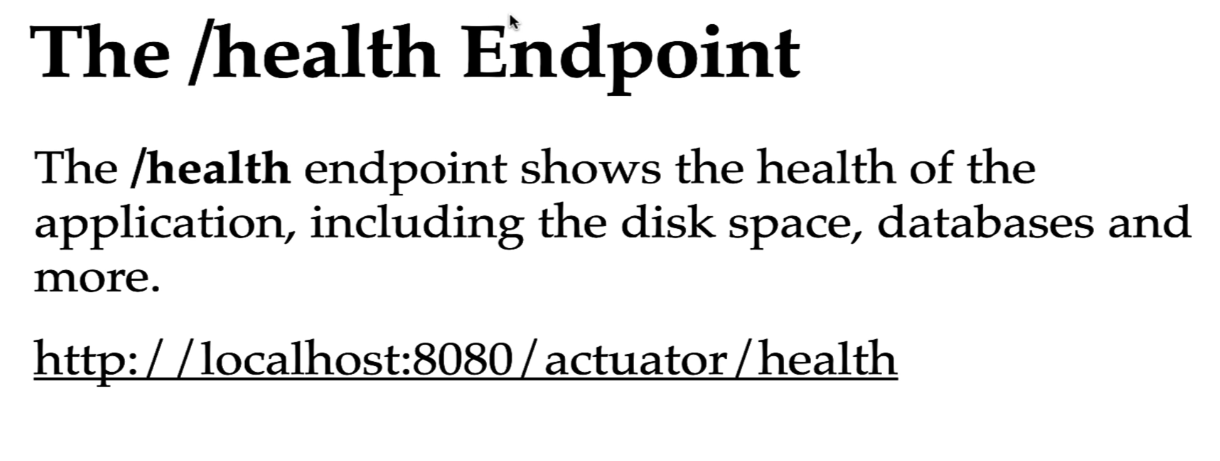 The /health Endpoint
The /health endpoint shows the health of the
application, including the disk space, databases and
more.
http://localhost:8080/actuator/health